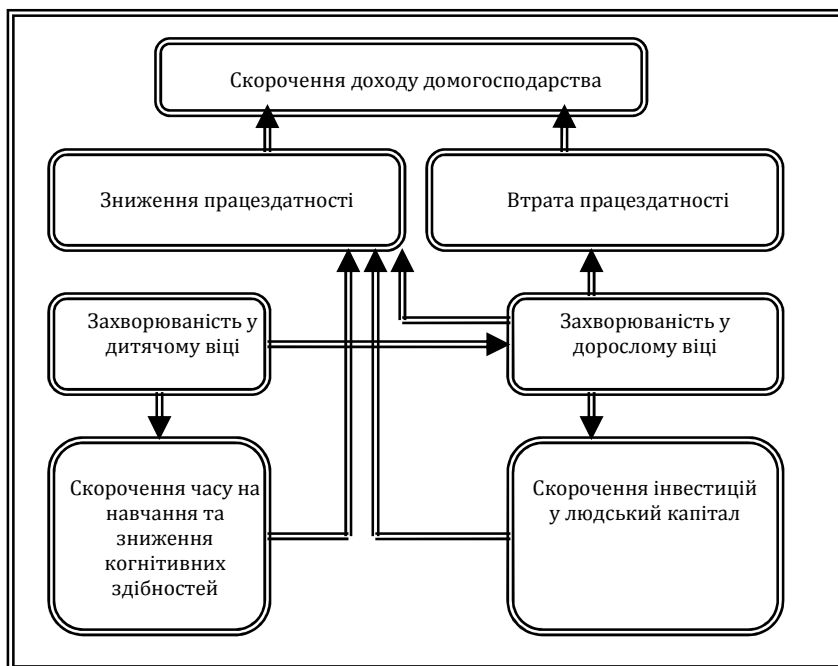 Скорочення доходу домогосподарства
Зниження працездатності
Втрата працездатності
Захворюваність у
дитячому віці
Захворюваність у
дорослому віці
Скорочення часу на
навчання та
зниження
когнітивних
здібностей
Скорочення інвестицій
у людський капітал